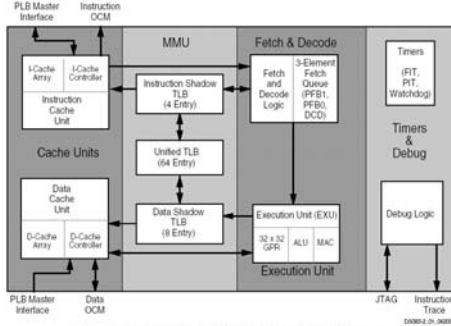 PLB Master
Interface
Instruction
OCM
MMU
Fetch & Decode
I-Cache
Array
I-Cache
Controller
Instruction
Cache
Unit
Cache Units
Data
Cache
Unit
D-Cache
Array
D-Cache
Controller
PLB Master
Interface
Data
OCM
Instruction Shadow
TLB
(4 Entry)
Unified TLB
(64 Entry)
Data Shadow
TLB
(8 Entry)
Fetch
and
Decode
Logic
3-Element
Fetch
Queue
(PFB1,
PFB0,
DCD)
Execution Unit (EXU)
32 x 32
GPR
ALU
MAC
Execution Unit
Timers
(FIT,
PIT,
Watchdog)
Timers
&
Debug
Debug Logic
JTAG
Instruction
Trace